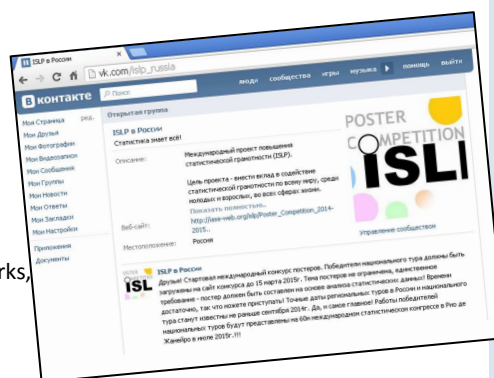 ISLP в России
vk.com/islp_russia
В контакте
Поиск
люди сообщества игры музыка помощь выйти
Моя Страница ред.
Мои Друзья
Мои Фотографии
Мои Видеозаписи
Мои Сообщения
Мои Группы
Мои Новости
Мои Ответы
Мои Закладки
Мои Настройки
Приложения
Документы
Открытая группа
ISLP в России
Статистика знает всё!
Описание: Международный проект повышения
статистической грамотности (ISLP).
Цель проекта - внести вклад в содействие
статистической грамотности по всему миру, среди
молодых и взрослых, во всех сферах жизни.
Показать полностью..
Веб-сайт: http://iase-web.org/islp/Poster_Competition_2014-
2015..
Местоположение: Россия
POSTER
COMPETITION
ISLI
Управление сообществом
ISL
ISLP в России
Друзья! Стартовал международный конкурс постеров. Победители национального тура должны быть
загружены на сайт конкурса до 15 марта 2015г. Тема постеров не ограничена, единственное
требование - постер должен быть составлен на основе анализа статистических данных! Времени
достаточно, так что можете приступать! Точные даты региональных туров в России и национального
тура станут известны не раньше сентября 2014г. Да, и самое главное! Работы победителей
национальных туров будут представлены на 60м международном статистическом конгрессе в Рио де
Жанейро в июле 2015г.!!!
rks,